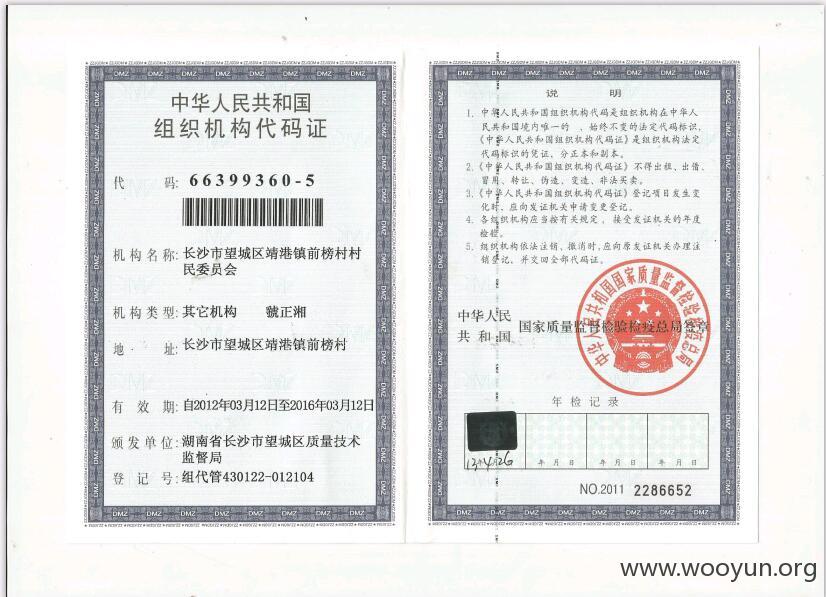 中华人民共和国
组织机构代码证
代 码: 66399360-5
机构名称: 长沙市望城区靖港镇前榜村村
民委员会
机构类型: 其它机构 虢正湘
地 址: 长沙市望城区靖港镇前榜村
有 效 期: 自2012年03月12日至2016年03月12日
颁发单位: 湖南省长沙市望城区质量技术
监督局
登 记 号: 组代管430122-012104
说 明
1. 中华人民共和国组织机构代码是组织机构在中华人
民共和国境内唯一的、始终不变的法定代码标识,
《中华人民共和国组织机构代码证》是组织机构法定
代码标识的凭证, 分正本和副本。
2.《中华人民共和国组织机构代码证》不得出租、出借、
冒用、转让、伪造、变造、非法买卖。
3.《中华人民共和国组织机构代码证》登记项目发生变
化时, 应向发证机关申请变更登记。
4. 各组织机构应当按有关规定, 接受发证机关的年度
检验。
5. 组织机构依法注销、撤消时, 应向原发证机关办理注
销登记, 并交回全部代码证。
中华人民
共和国 国家质量监督检验检疫总局签章
中华人民共和国国家质量监督检验检疫总局
年检记录
年 月 日 年 月 日 年 月 日
NO.2011 2286652
www.wooyun.org